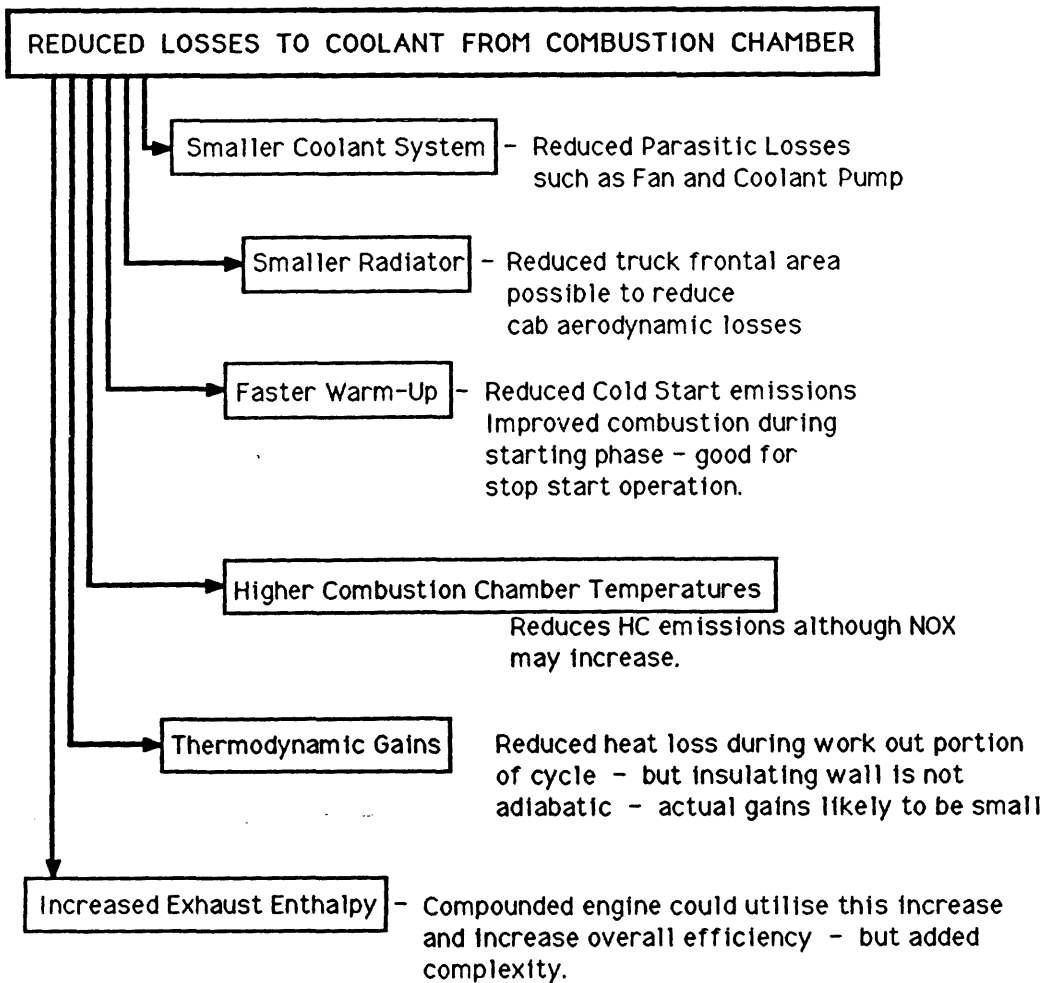 REDUCED LOSSES TO COOLANT FROM COMBUSTION CHAMBER
Smaller Coolant System - Reduced Parasitic Losses
such as Fan and Coolant Pump
Smaller Radiator - Reduced truck frontal area
possible to reduce
cab aerodynamic losses
Faster Warm-Up - Reduced Cold Start emissions
Improved combustion during
starting phase - good for
stop start operation.
Higher Combustion Chamber Temperatures
Reduces HC emissions although NOX
may increase.
Thermodynamic Gains Reduced heat loss during work out portion
of cycle - but insulating wall is not
adiabatic - actual gains likely to be small
Increased Exhaust Enthalpy - Compounded engine could utilise this increase
and increase overall efficiency - but added
complexity.